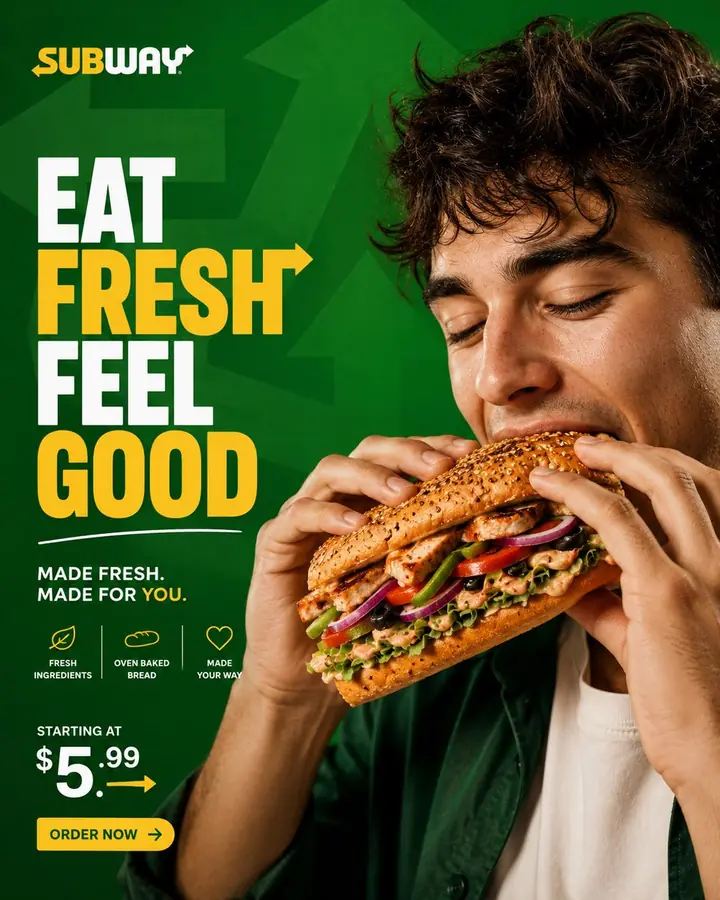 SUBWAY
EAT
FRESH
FEEL
GOOD
MADE FRESH.
MADE FOR YOU.
FRESH
INGREDIENTS
OVEN BAKED
BREAD
MADE
YOUR WAY
STARTING AT
$5..99
ORDER NOW